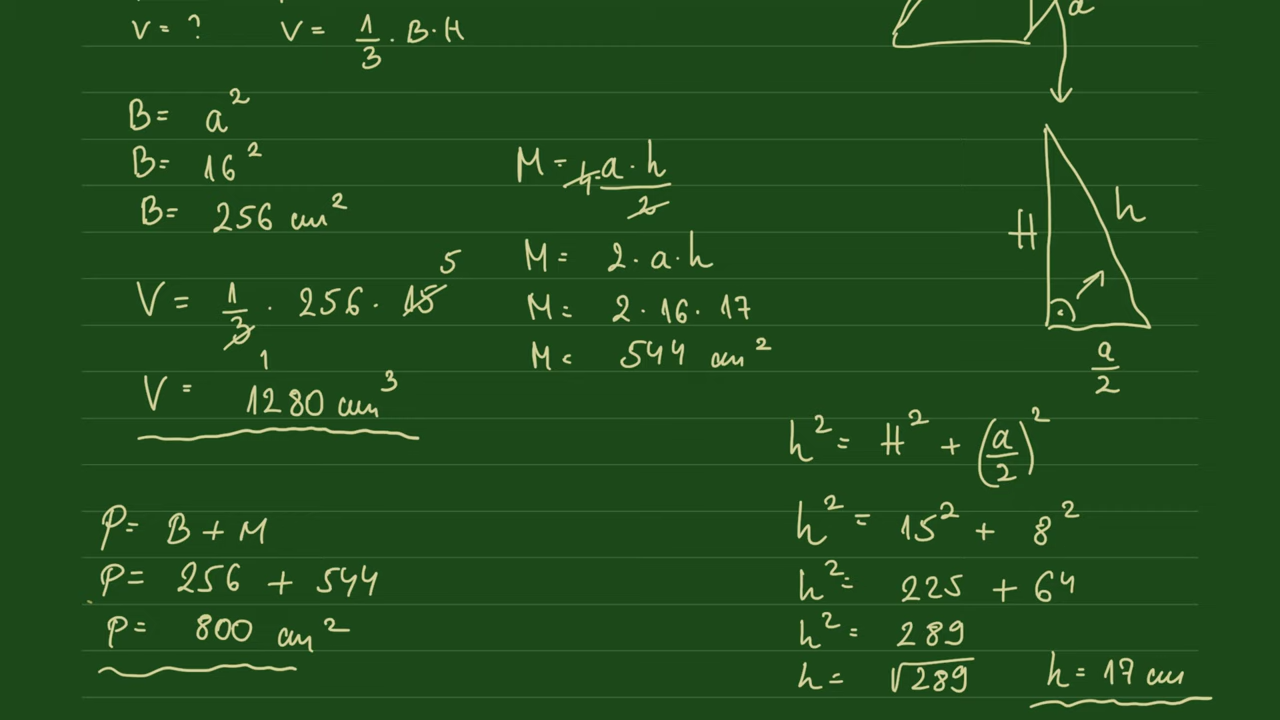 V = ? V = 1/3 · B · H
B = a²
B = 16²
B = 256 cm²
V = 1/3 · 256 · 15 5
1
V = 1280 cm³
M = 4 · a · h / 2
M = 2 · a · h
M = 2 · 16 · 17
M = 544 cm²
P = B + M
P = 256 + 544
P = 800 cm²
a
H h
a/2
h² = H² + (a/2)²
h² = 15² + 8²
h² = 225 + 64
h² = 289
h = √289 h = 17 cm